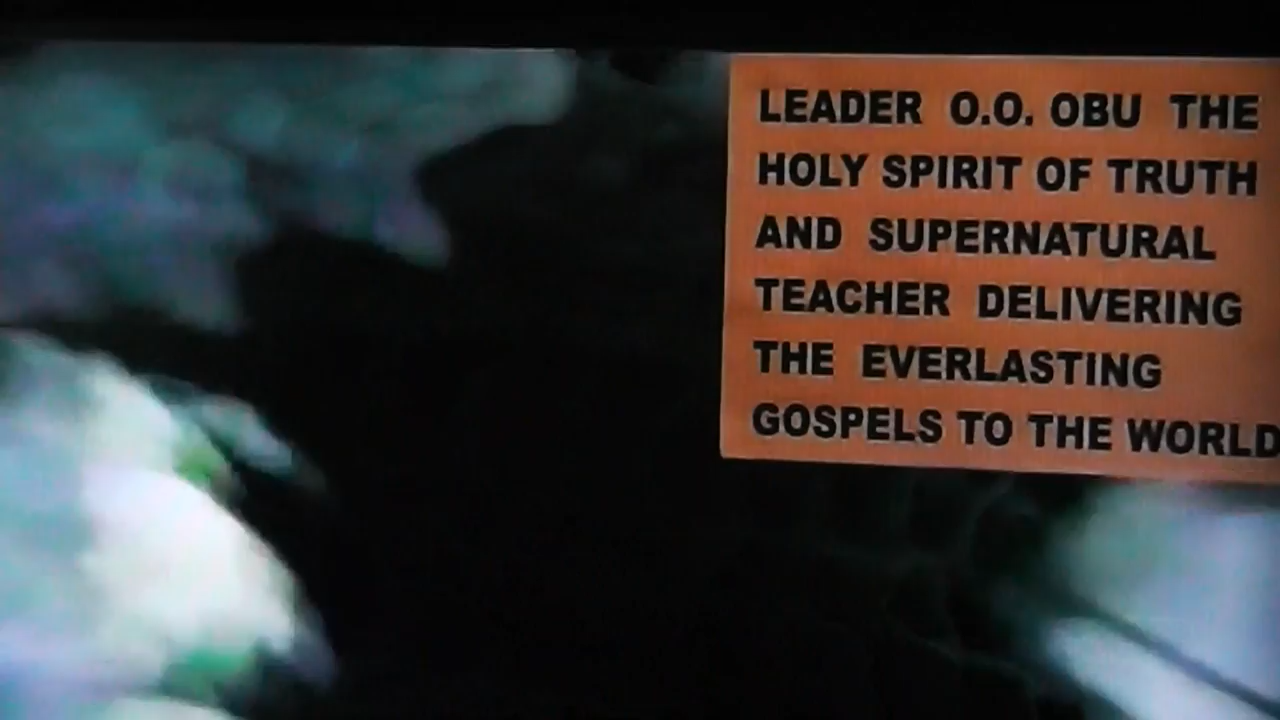 LEADER O.O. OBU THE
HOLY SPIRIT OF TRUTH
AND SUPERNATURAL
TEACHER DELIVERING
THE EVERLASTING
GOSPELS TO THE WORLD